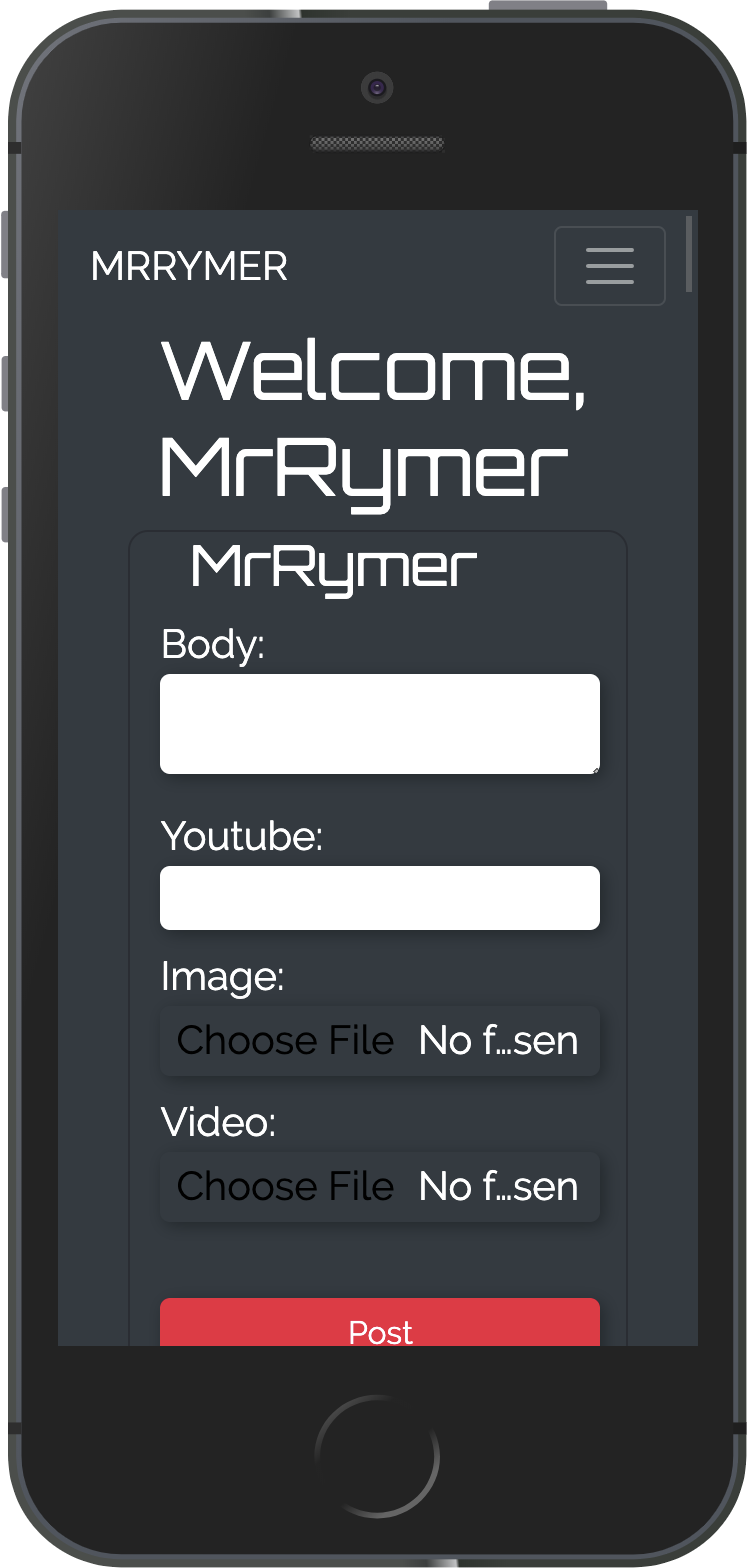 MRRYMER
Welcome,
MrRymer
MrRymer
Body:
Youtube:
Image:
Choose File No f...sen
Video:
Choose File No f...sen
Post